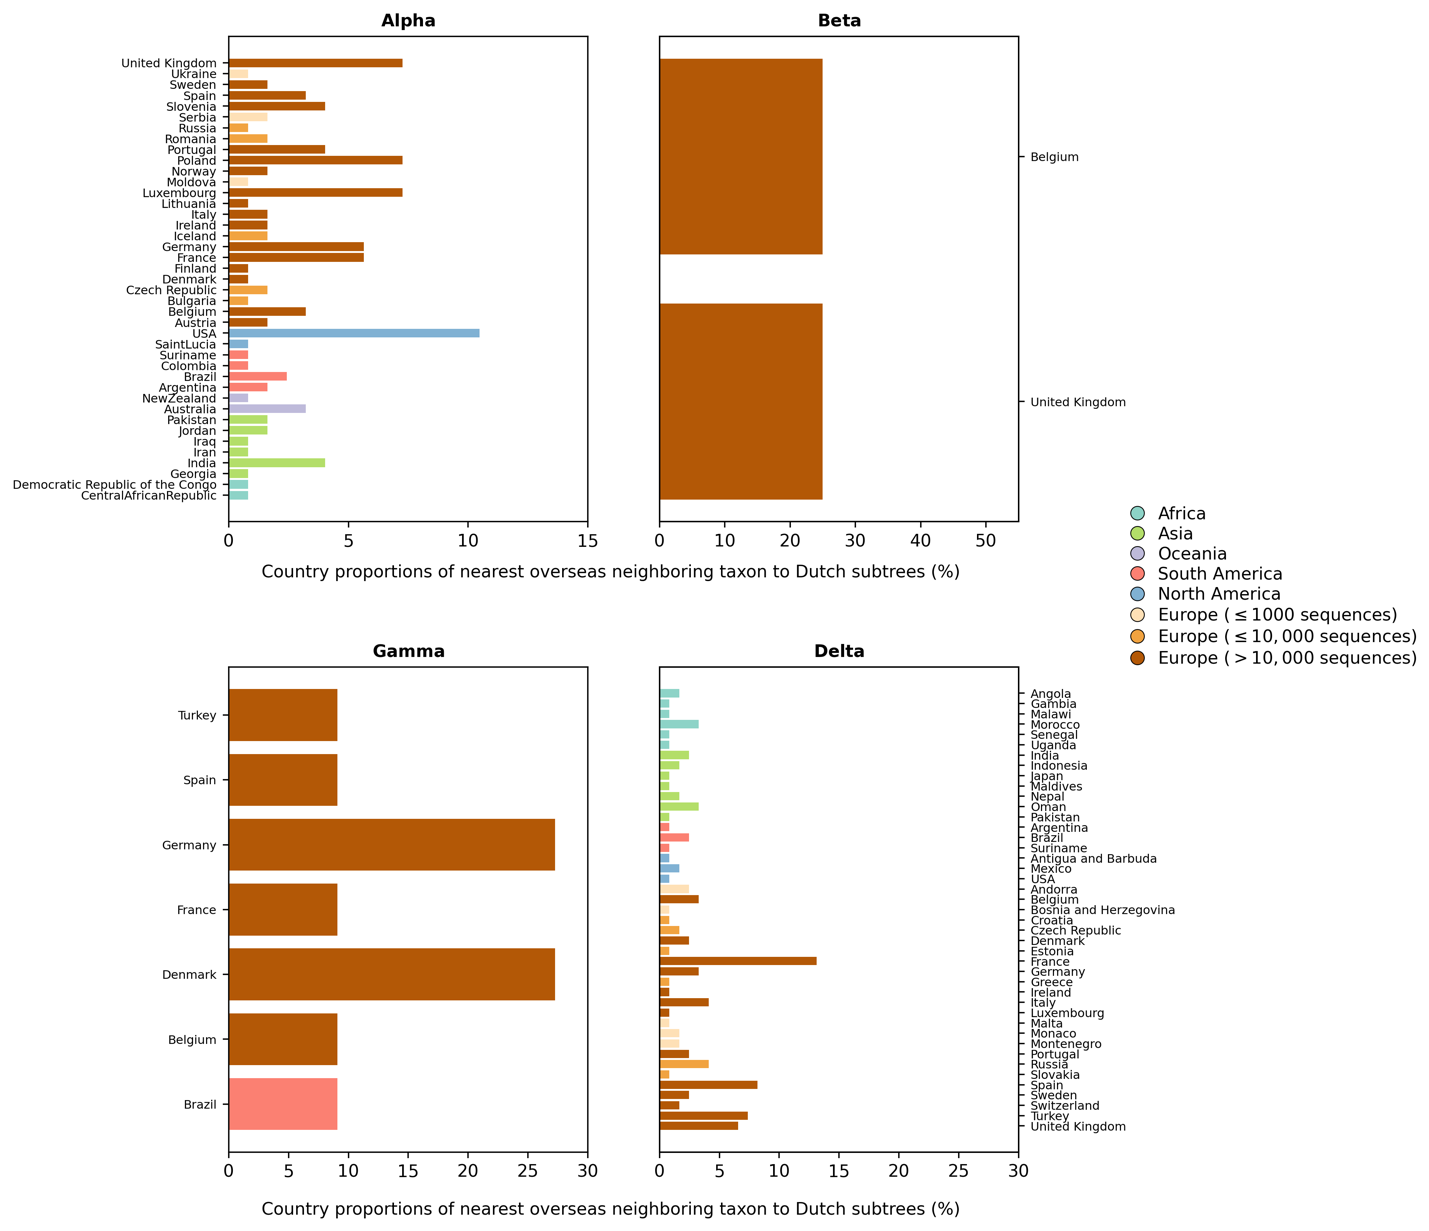 Alpha
Beta
United Kingdom
Ukraine
Sweden
Spain
Slovenia
Serbia
Russia
Romania
Portugal
Poland
Norway
Moldova
Luxembourg
Lithuania
Italy
Ireland
Iceland
Germany
France
Finland
Denmark
Czech Republic
Bulgaria
Belgium
Austria
USA
SaintLucia
Suriname
Colombia
Brazil
Argentina
NewZealand
Australia
Pakistan
Jordan
Iraq
Iran
India
Georgia
Democratic Republic of the Congo
CentralAfricanRepublic
0 5 10 15
Belgium
United Kingdom
0 10 20 30 40 50
Country proportions of nearest overseas neighboring taxon to Dutch subtrees (%)
Africa
Asia
Oceania
South America
North America
Europe (≤1000 sequences)
Europe (≤10,000 sequences)
Europe (>10,000 sequences)
Gamma
Delta
Turkey
Spain
Germany
France
Denmark
Belgium
Brazil
0 5 10 15 20 25 30
Angola
Gambia
Malawi
Morocco
Senegal
Uganda
India
Indonesia
Japan
Maldives
Nepal
Oman
Pakistan
Argentina
Brazil
Suriname
Antigua and Barbuda
Mexico
USA
Andorra
Belgium
Bosnia and Herzegovina
Croatia
Czech Republic
Denmark
Estonia
France
Germany
Greece
Ireland
Italy
Luxembourg
Malta
Monaco
Montenegro
Portugal
Russia
Slovakia
Spain
Sweden
Switzerland
Turkey
United Kingdom
0 5 10 15 20 25 30
Country proportions of nearest overseas neighboring taxon to Dutch subtrees (%)